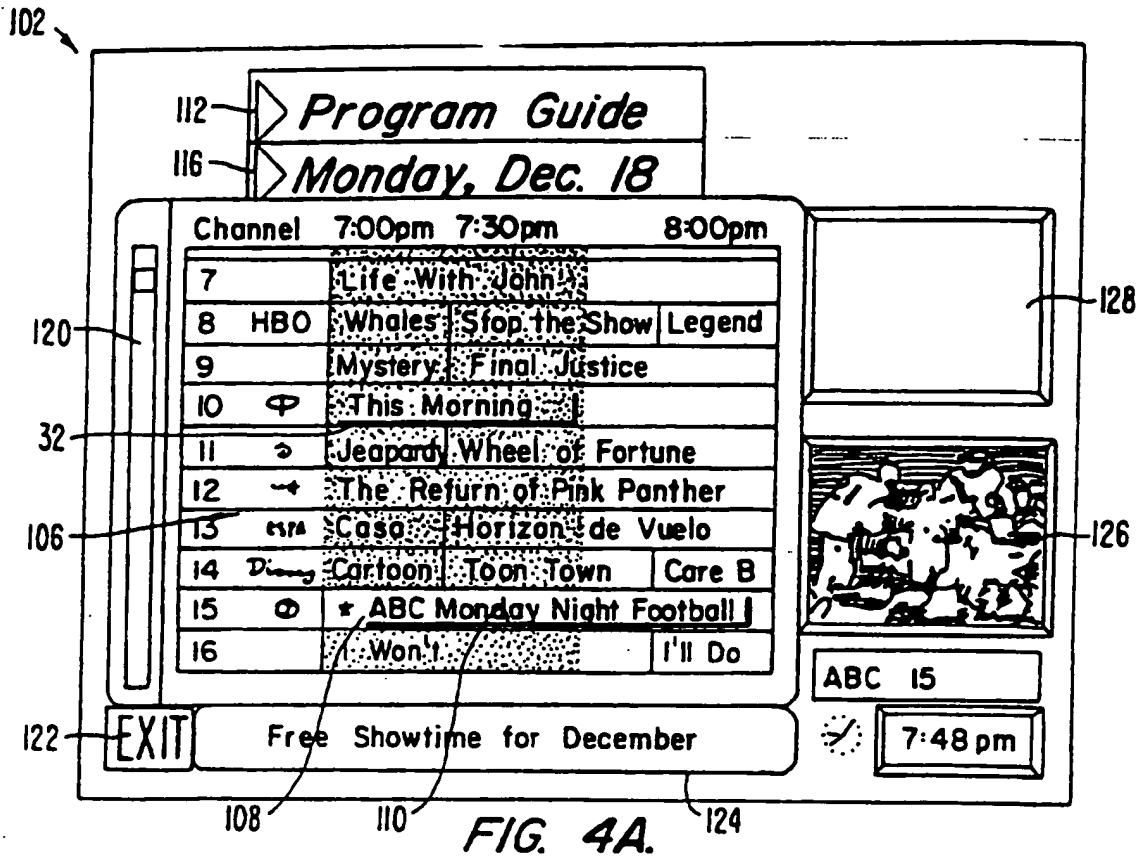 102
112 Program Guide
116 Monday, Dec. 18
Channel 7:00pm 7:30pm 8:00pm
7 Life With John
8 HBO Whales Stop the Show Legend
9 Mystery Final Justice
10 This Morning
11 Jeapardy Wheel of Fortune
12 The Return of Pink Panther
13 Casa Horizon de Vuelo
14 Disney Cartoon Toon Town Care B
15 * ABC Monday Night Football
16 I Won't I'll Do
120
32
106
128
126
ABC 15
122 EXIT Free Showtime for December
7:48 pm
108 110 124
FIG. 4A.